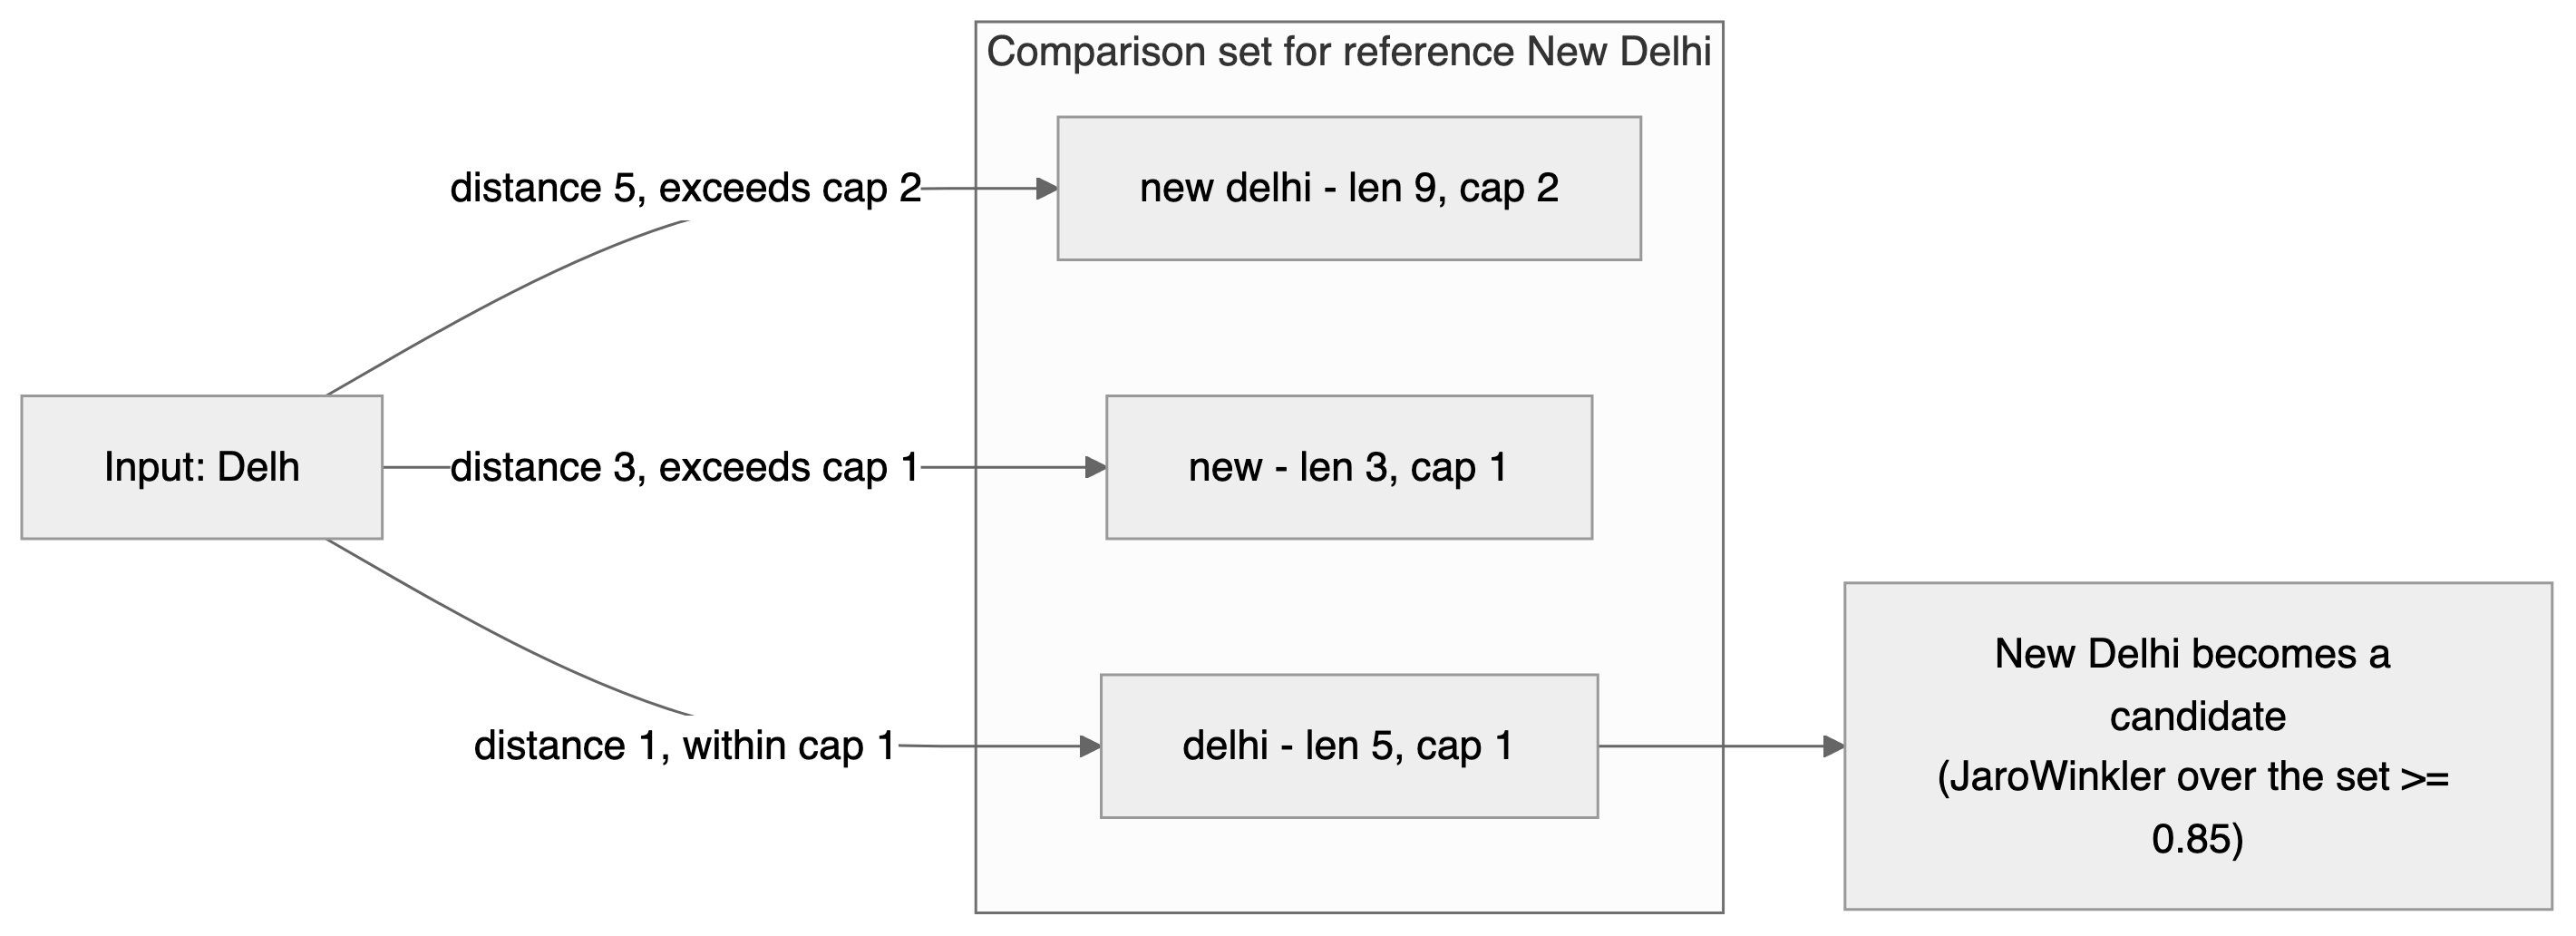 Comparison set for reference New Delhi
distance 5, exceeds cap 2
new delhi - len 9, cap 2
Input: Delh
distance 3, exceeds cap 1
new - len 3, cap 1
distance 1, within cap 1
delhi - len 5, cap 1
New Delhi becomes a
candidate
(JaroWinkler over the set >=
0.85)